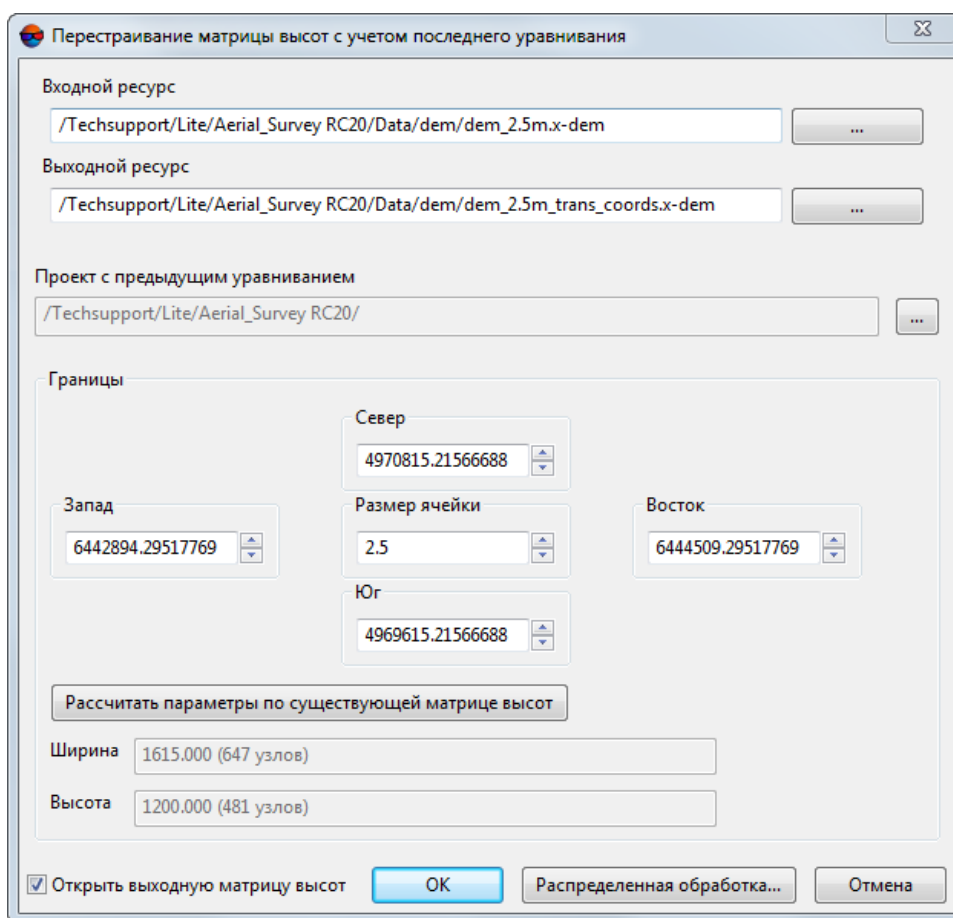 Перестраивание матрицы высот с учетом последнего уравнивания
Входной ресурс
/Techsupport/Lite/Aerial_Survey RC20/Data/dem/dem_2.5m.x-dem
...
Выходной ресурс
/Techsupport/Lite/Aerial_Survey RC20/Data/dem/dem_2.5m_trans_coords.x-dem
...
Проект с предыдущим уравниванием
/Techsupport/Lite/Aerial_Survey RC20/
...
Границы
Север
4970815.21566688
Запад
Размер ячейки
Восток
6442894.29517769
2.5
6444509.29517769
Юг
4969615.21566688
Рассчитать параметры по существующей матрице высот
Ширина
1615.000 (647 узлов)
Высота
1200.000 (481 узлов)
Открыть выходную матрицу высот
OK
Распределенная обработка...
Отмена